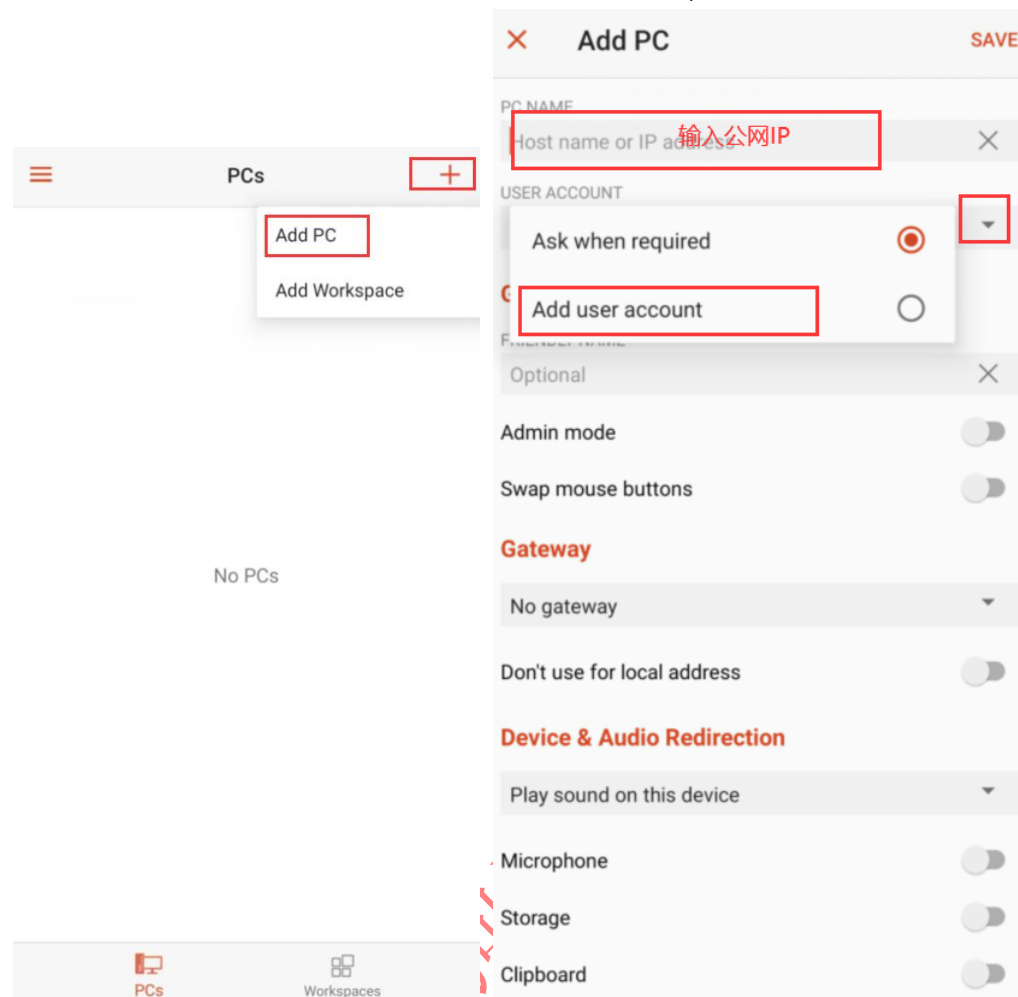 PCs
Add PC
Add Workspace
No PCs
PCs
Workspaces
Add PC
SAVE
PC NAME
Host name or IP address
输入公网IP
USER ACCOUNT
Ask when required
Add user account
FRIENDLY NAME
Optional
Admin mode
Swap mouse buttons
Gateway
No gateway
Don't use for local address
Device & Audio Redirection
Play sound on this device
Microphone
Storage
Clipboard